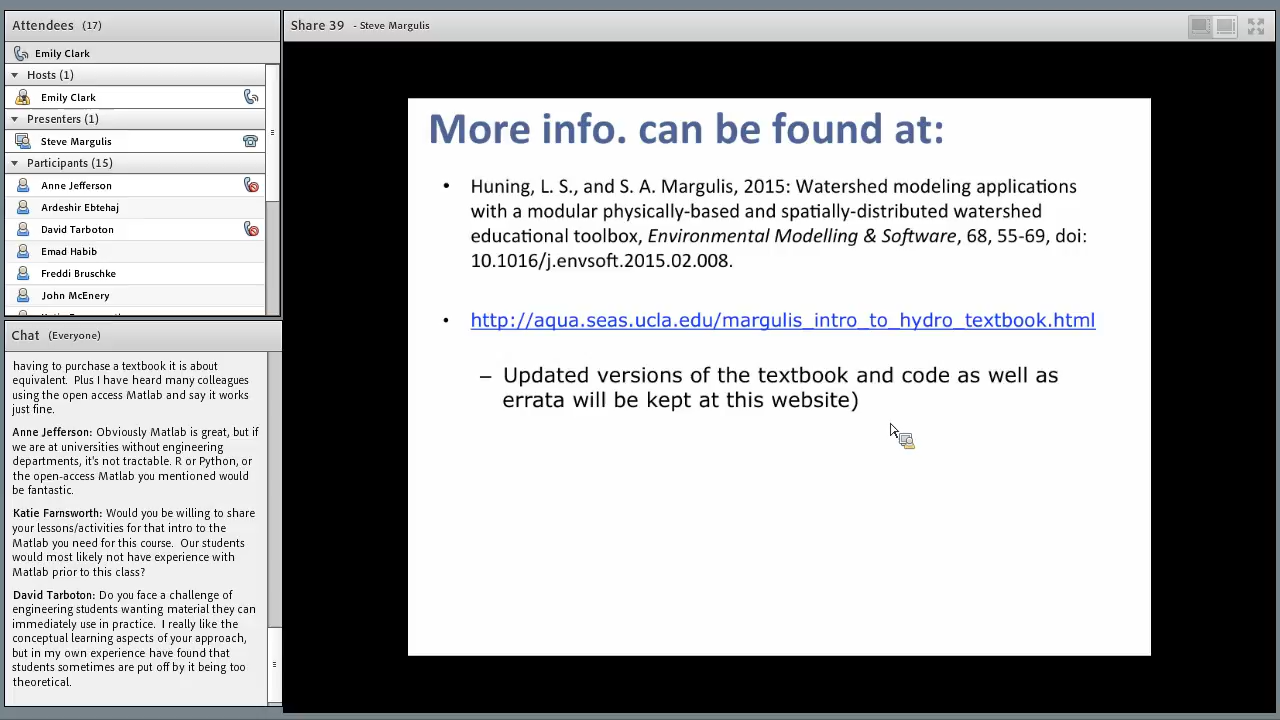 Attendees (17)
Emily Clark
Hosts (1)
Emily Clark
Presenters (1)
Steve Margulis
Participants (15)
Anne Jefferson
Ardeshir Ebtehaj
David Tarboton
Emad Habib
Freddi Bruschke
John McEnery
Chat (Everyone)
having to purchase a textbook it is about
equivalent. Plus I have heard many colleagues
using the open access Matlab and say it works
just fine.
Anne Jefferson: Obviously Matlab is great, but if
we are at universities without engineering
departments, it's not tractable. R or Python, or
the open-access Matlab you mentioned would
be fantastic.
Katie Farnsworth: Would you be willing to share
your lessons/activities for that intro to the
Matlab you need for this course. Our students
would most likely not have experience with
Matlab prior to this class?
David Tarboton: Do you face a challenge of
engineering students wanting material they can
immediately use in practice. I really like the
conceptual learning aspects of your approach,
but in my own experience have found that
students sometimes are put off by it being too
theoretical.
Share 39 - Steve Margulis
More info. can be found at:
• Huning, L. S., and S. A. Margulis, 2015: Watershed modeling applications
with a modular physically-based and spatially-distributed watershed
educational toolbox, Environmental Modelling & Software, 68, 55-69, doi:
10.1016/j.envsoft.2015.02.008.
• http://aqua.seas.ucla.edu/margulis_intro_to_hydro_textbook.html
– Updated versions of the textbook and code as well as
errata will be kept at this website)